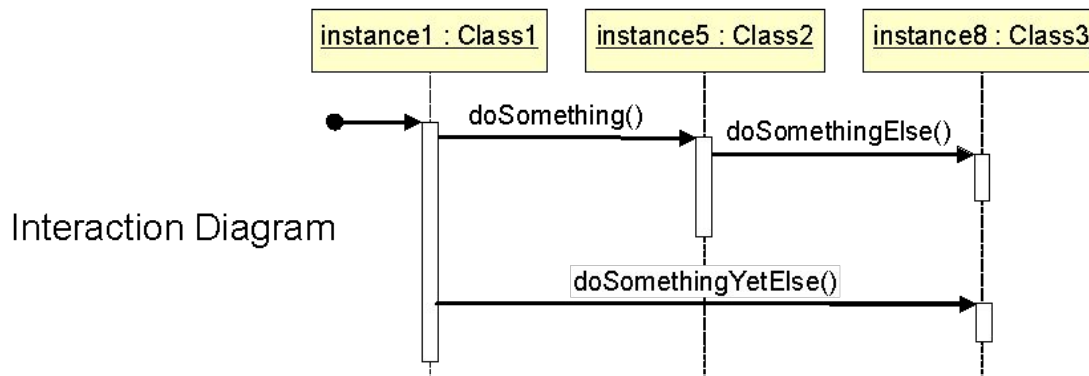 instance1 : Class1
instance5 : Class2
instance8 : Class3
doSomething()
doSomethingElse()
Interaction Diagram
doSomethingYetElse()